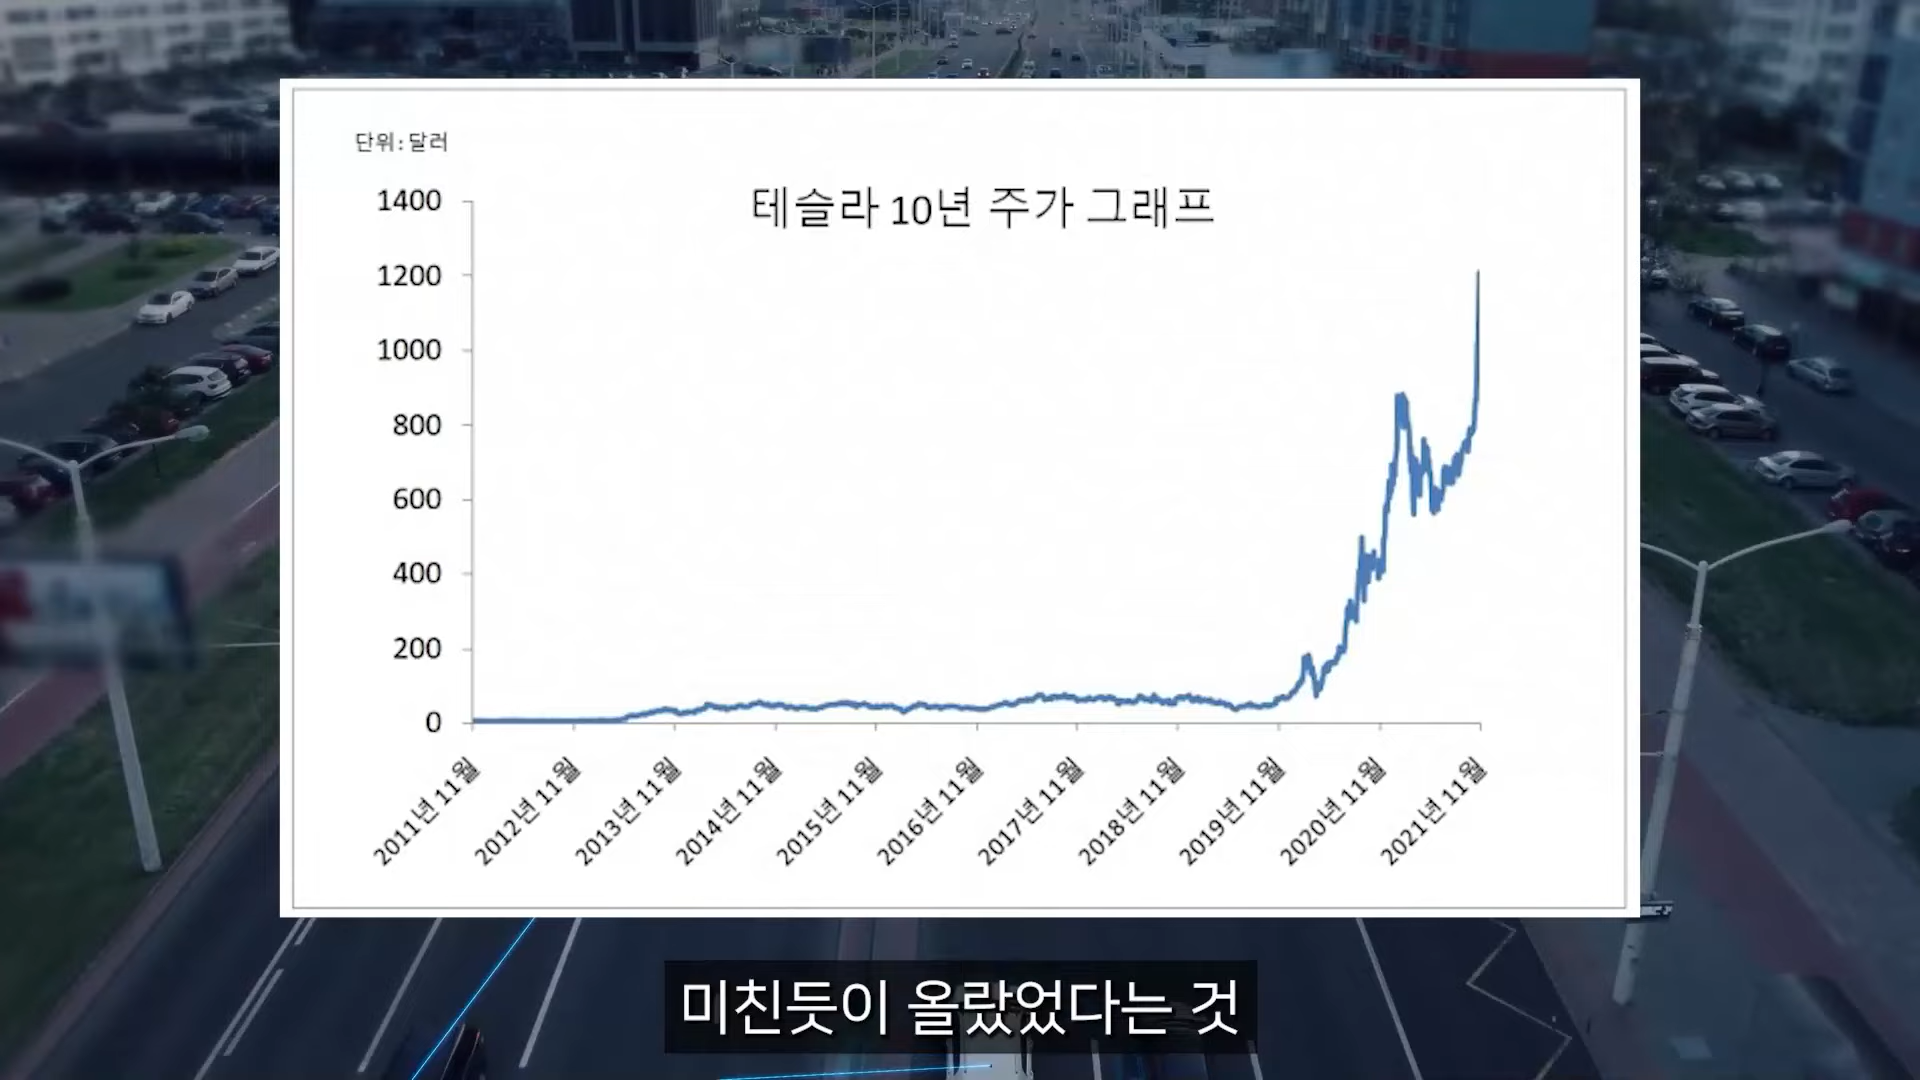 단위:달러
테슬라 10년 주가 그래프
1400
1200
1000
800
600
400
200
0
2011년 11월
2012년 11월
2013년 11월
2014년 11월
2015년 11월
2016년 11월
2017년 11월
2018년 11월
2019년 11월
2020년 11월
2021년 11월
미친듯이 올랐었다는 것